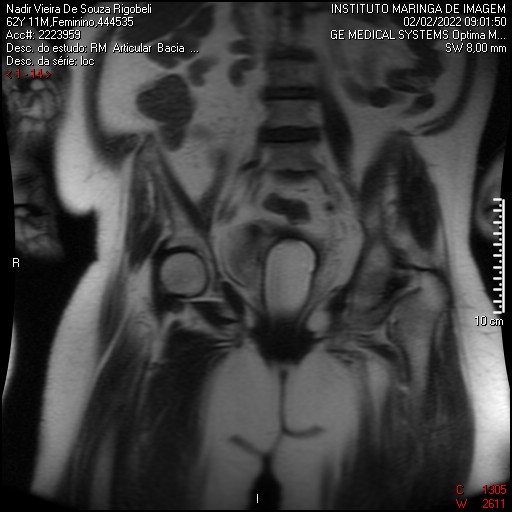 Nadir Vieira De Souza Rigobeli
62Y 11M,Feminino,444535
Acc#: 2223959
Desc. do estudo: RM Articular Bacia ...
Desc. da série: loc
< 1 - 14 >
INSTITUTO MARINGA DE IMAGEM
02/02/2022 09:01:50
GE MEDICAL SYSTEMS Optima M...
SW 8,00 mm
R
10 cm
I
C 1305
W 2611